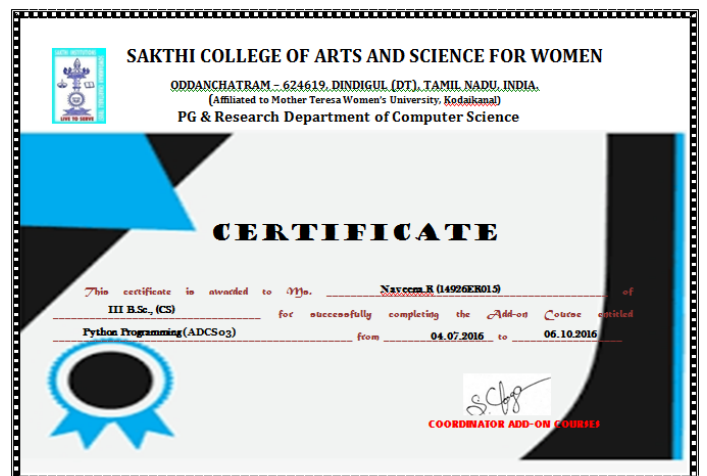 SAKTHI COLLEGE OF ARTS AND SCIENCE FOR WOMEN
ODDANCHATRAM – 624619. DINDIGUL (DT), TAMIL NADU, INDIA.
(Affiliated to Mother Teresa Women's University, Kodaikanal)
PG & Research Department of Computer Science
LIVE TO SERVE
CERTIFICATE
This certificate is awarded to Ms. Naveena.R (14926ER015) of
III B.Sc., (CS) for successfully completing the Add-on Course entitled
Python Programming (ADCS03) from 04.07.2016 to 06.10.2016
COORDINATOR ADD-ON COURSES